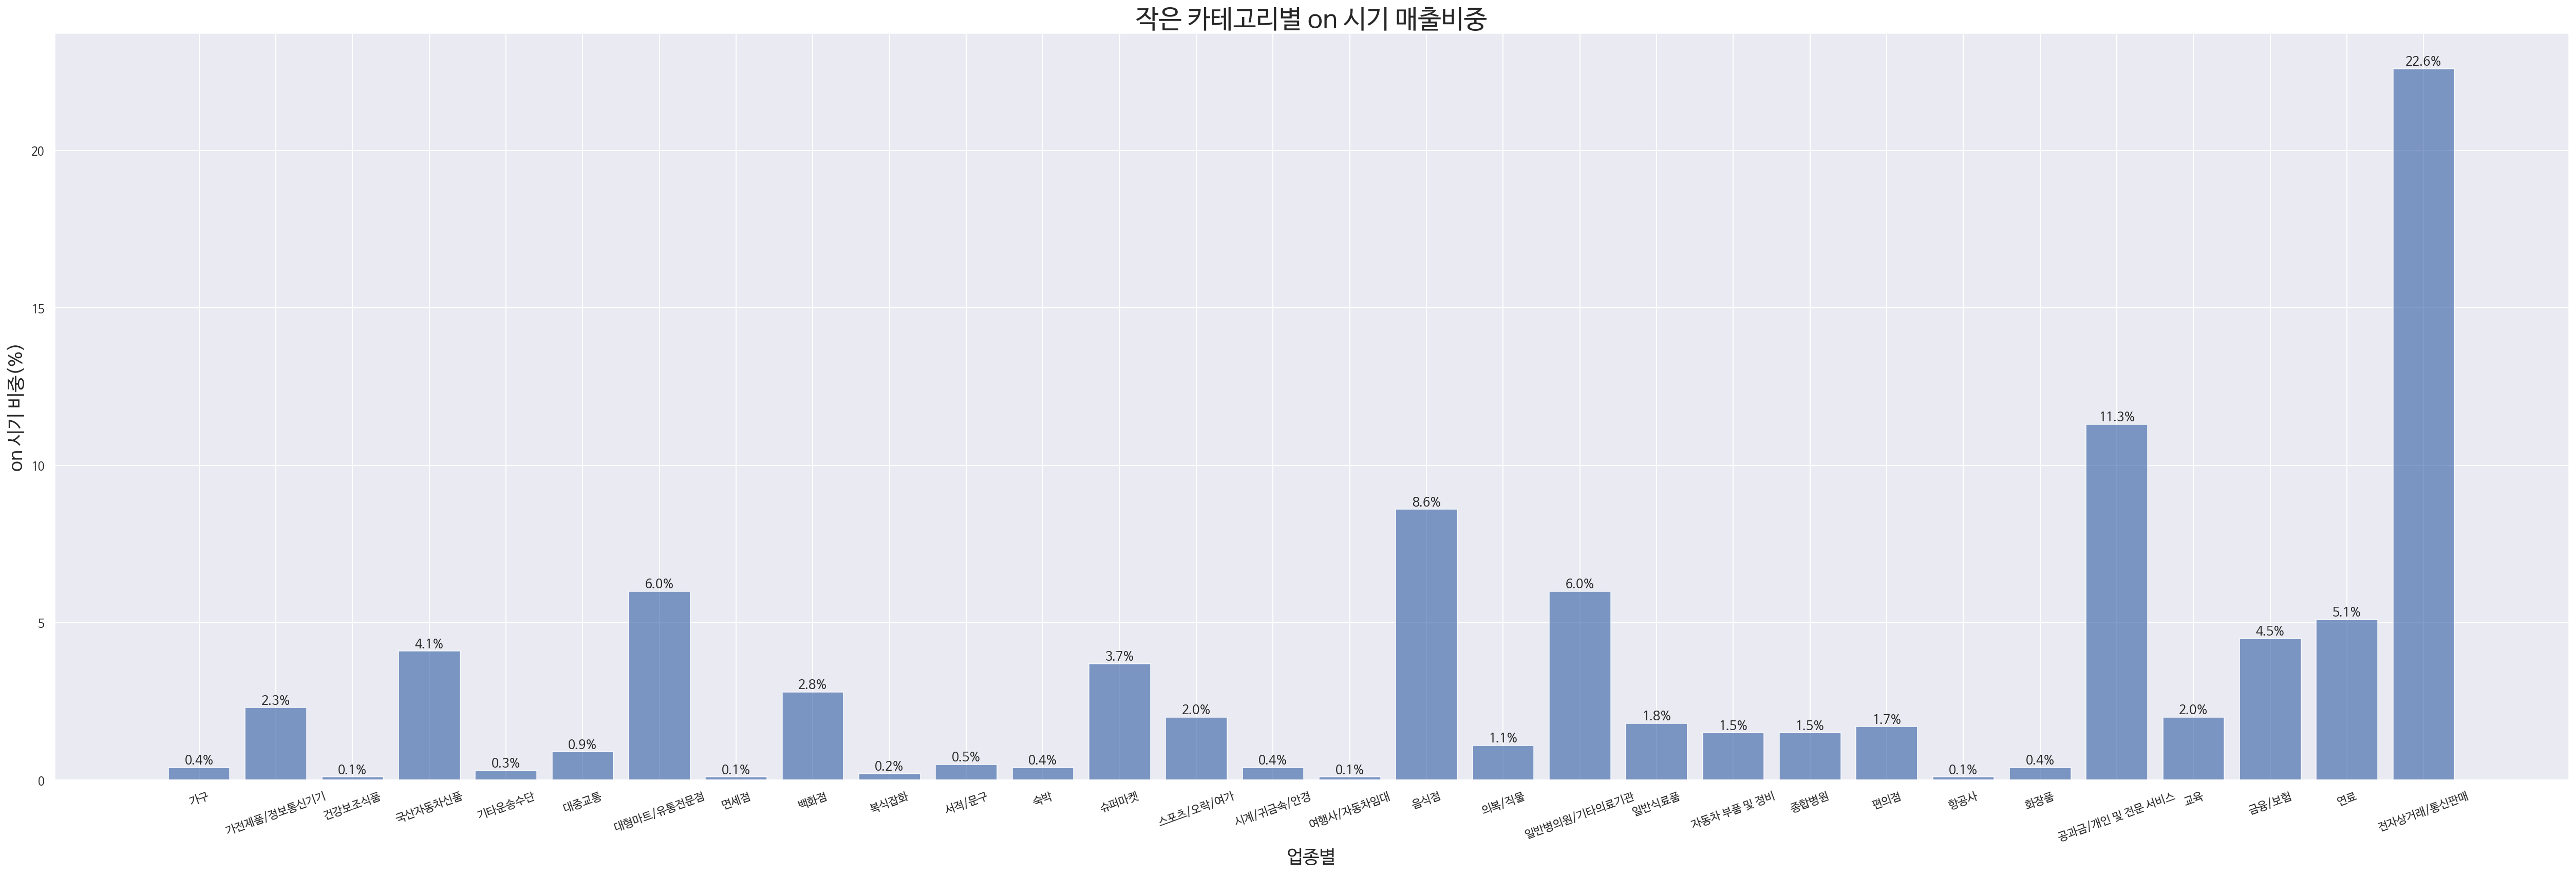 작은 카테고리별 on 시기 매출비중
on 시기 비중(%)
20
15
10
5
0
0.4%
2.3%
0.1%
4.1%
0.3%
0.9%
6.0%
0.1%
2.8%
0.2%
0.5%
0.4%
3.7%
2.0%
0.4%
0.1%
8.6%
1.1%
6.0%
1.8%
1.5%
1.5%
1.7%
0.1%
0.4%
11.3%
2.0%
4.5%
5.1%
22.6%
가구
가전제품/정보통신기기
건강보조식품
국산자동차신품
기타운송수단
대중교통
대형마트/유통전문점
면세점
백화점
복식잡화
서적/문구
숙박
슈퍼마켓
스포츠/오락/여가
시계/귀금속/안경
여행사/자동차임대
음식점
의복/직물
일반병의원/기타의료기관
일반식료품
자동차 부품 및 정비
종합병원
편의점
항공사
화장품
공과금/개인 및 전문 서비스
교육
금융/보험
연료
전자상거래/통신판매
업종별